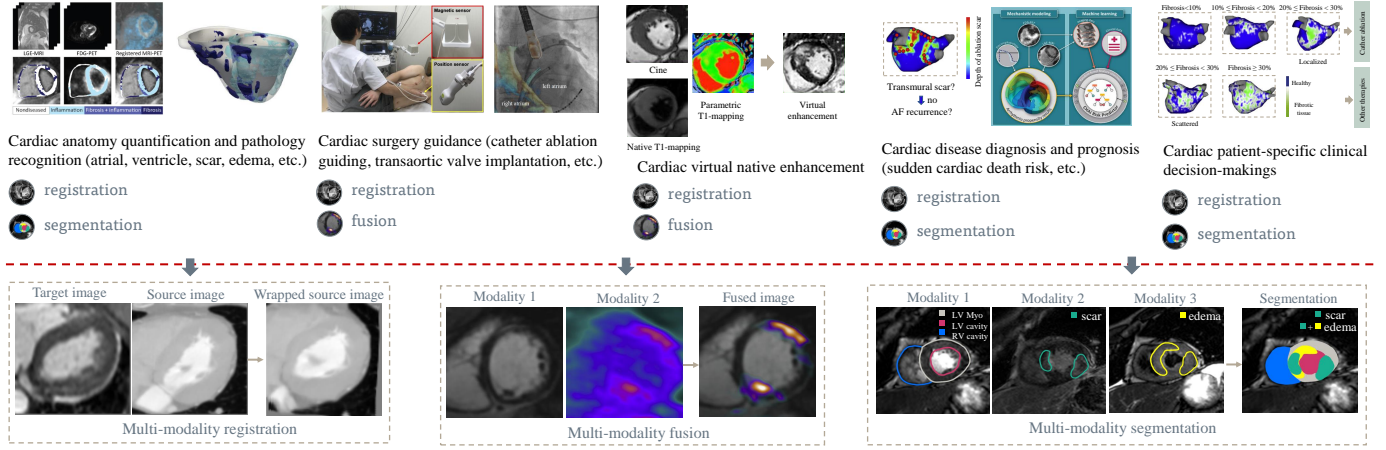 LGE-MRI
FDG-PET
Registered MRI-PET
Nondiseased
Inflammation
Fibrosis + inflammation
Fibrosis
Cardiac anatomy quantification and pathology
recognition (atrial, ventricle, scar, edema, etc.)
registration
segmentation
Magnetic sensor
Position sensor
left atrium
right atrium
Cardiac surgery guidance (catheter ablation
guiding, transaortic valve implantation, etc.)
registration
fusion
Cine
Native T1-mapping
Parametric
T1-mapping
Virtual
enhancement
Cardiac virtual native enhancement
registration
fusion
Depth of ablation scar
Transmural scar?
no
AF recurrence?
Mechanistic modeling
Machine learning
Cardiac disease diagnosis and prognosis
(sudden cardiac death risk, etc.)
registration
segmentation
Fibrosis<10%
10% ≤ Fibrosis < 20%
20% ≤ Fibrosis < 30%
Localized
20% ≤ Fibrosis < 30%
Fibrosis ≥ 30%
Scattered
Healthy
Fibrotic
tissue
Cather ablation
Other therapies
Cardiac patient-specific clinical
decision-makings
registration
segmentation
Target image
Source image
Wrapped source image
Multi-modality registration
Modality 1
Modality 2
Fused image
Multi-modality fusion
Modality 1
LV Myo
LV cavity
RV cavity
Modality 2
scar
Modality 3
edema
Segmentation
scar
+ edema
Multi-modality segmentation